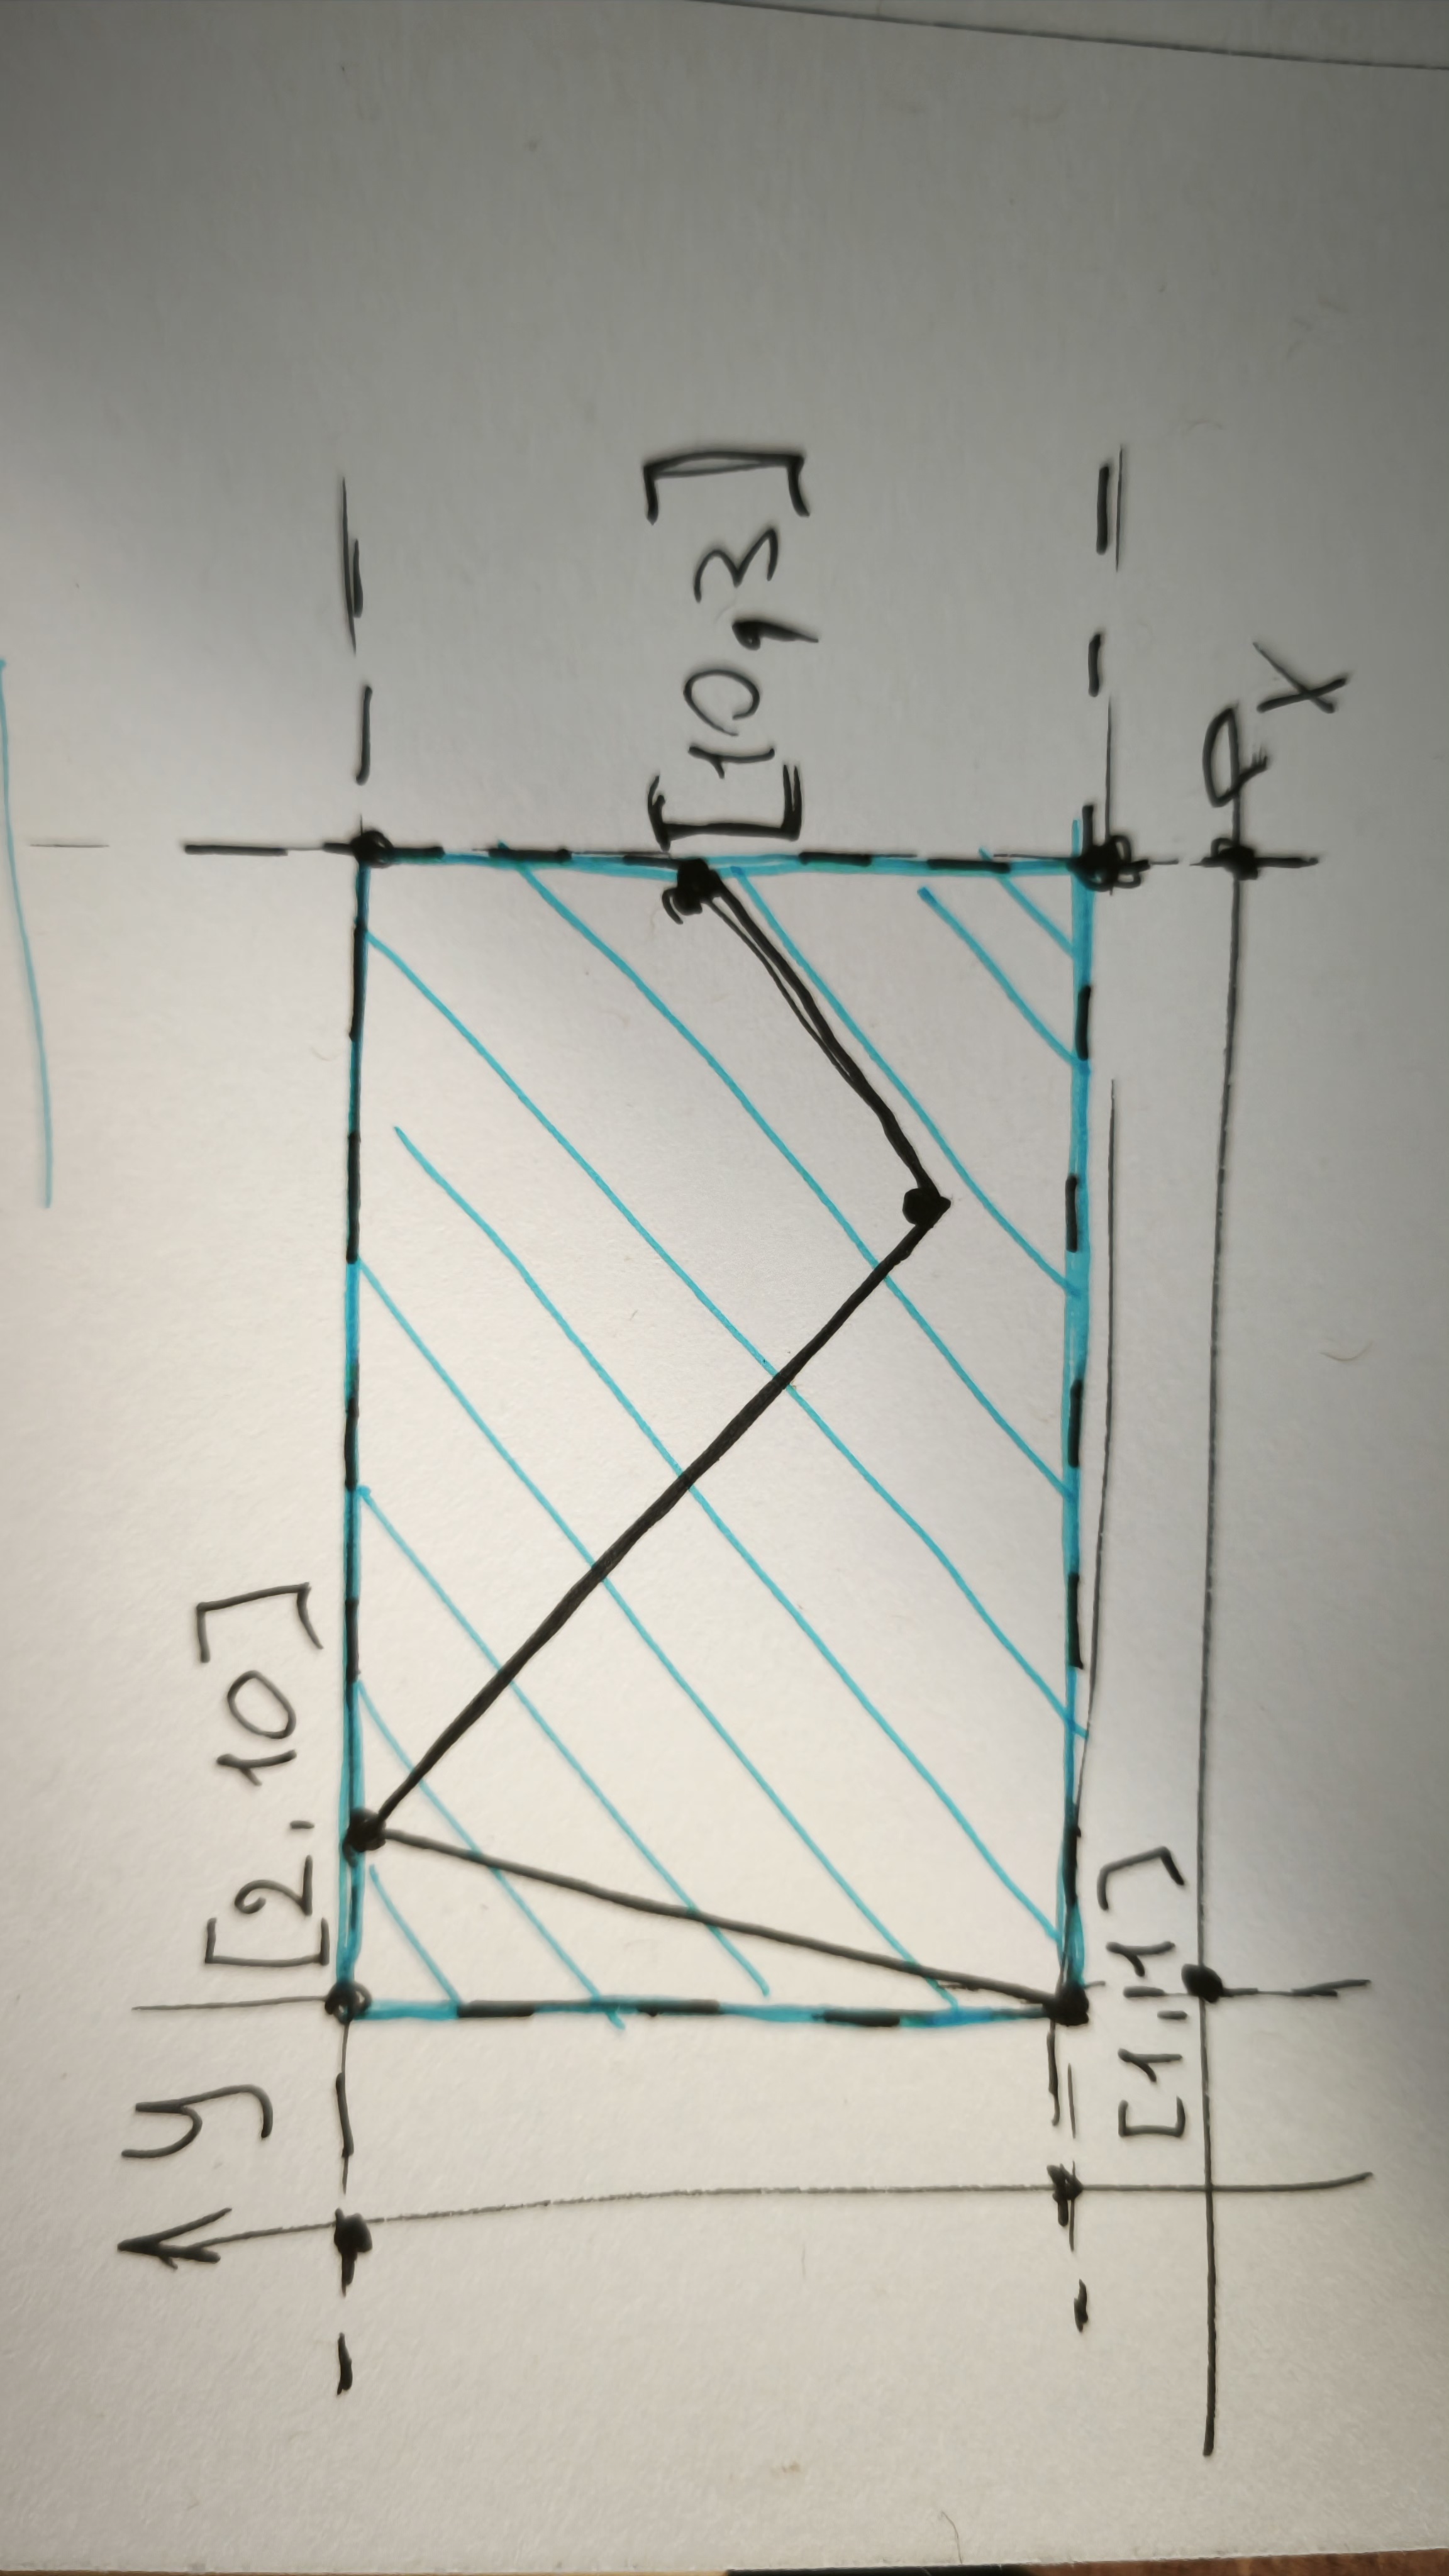 y
[2, 10]
[10,3]
[1,1]
x